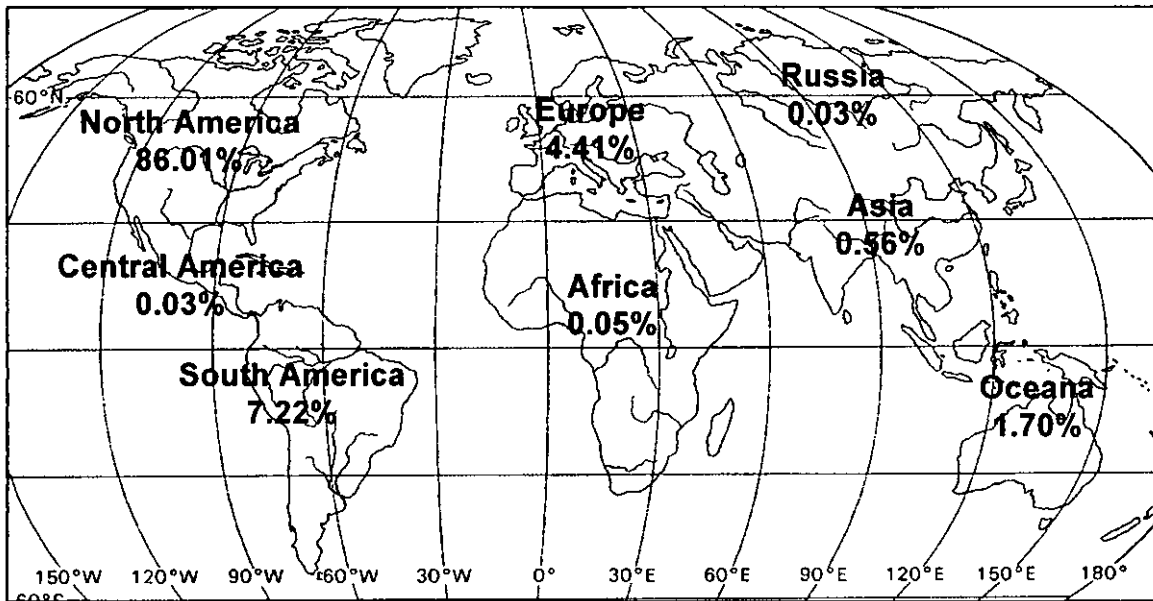 Russia
0.03%
60°N
North America
86.01%
Europe
4.41%
Asia
0.56%
Central America
0.03%
Africa
0.05%
South America
7.22%
Oceana
1.70%
150°W 120°W 90°W 60°W 30°W 0° 30°E 60°E 90°E 120°E 150°E 180°
60°S